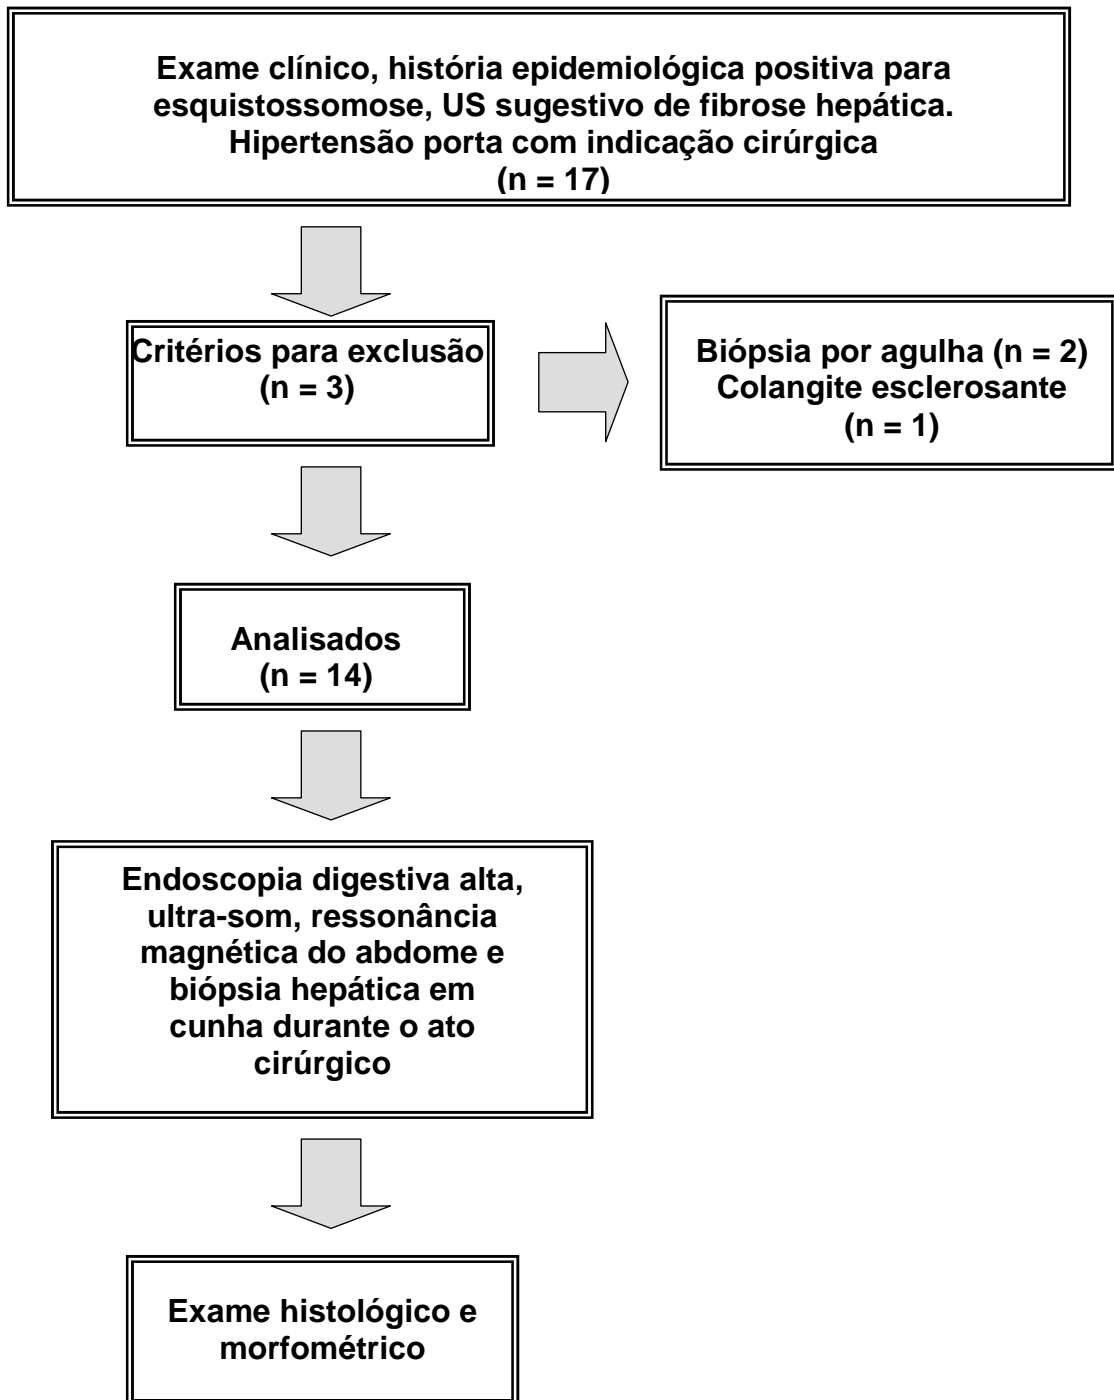 Exame clínico, história epidemiológica positiva para
esquistossomose, US sugestivo de fibrose hepática.
Hipertensão porta com indicação cirúrgica
(n = 17)
Critérios para exclusão
(n = 3)
Biópsia por agulha (n = 2)
Colangite esclerosante
(n = 1)
Analisados
(n = 14)
Endoscopia digestiva alta,
ultra-som, ressonância
magnética do abdome e
biópsia hepática em
cunha durante o ato
cirúrgico
Exame histológico e
morfométrico